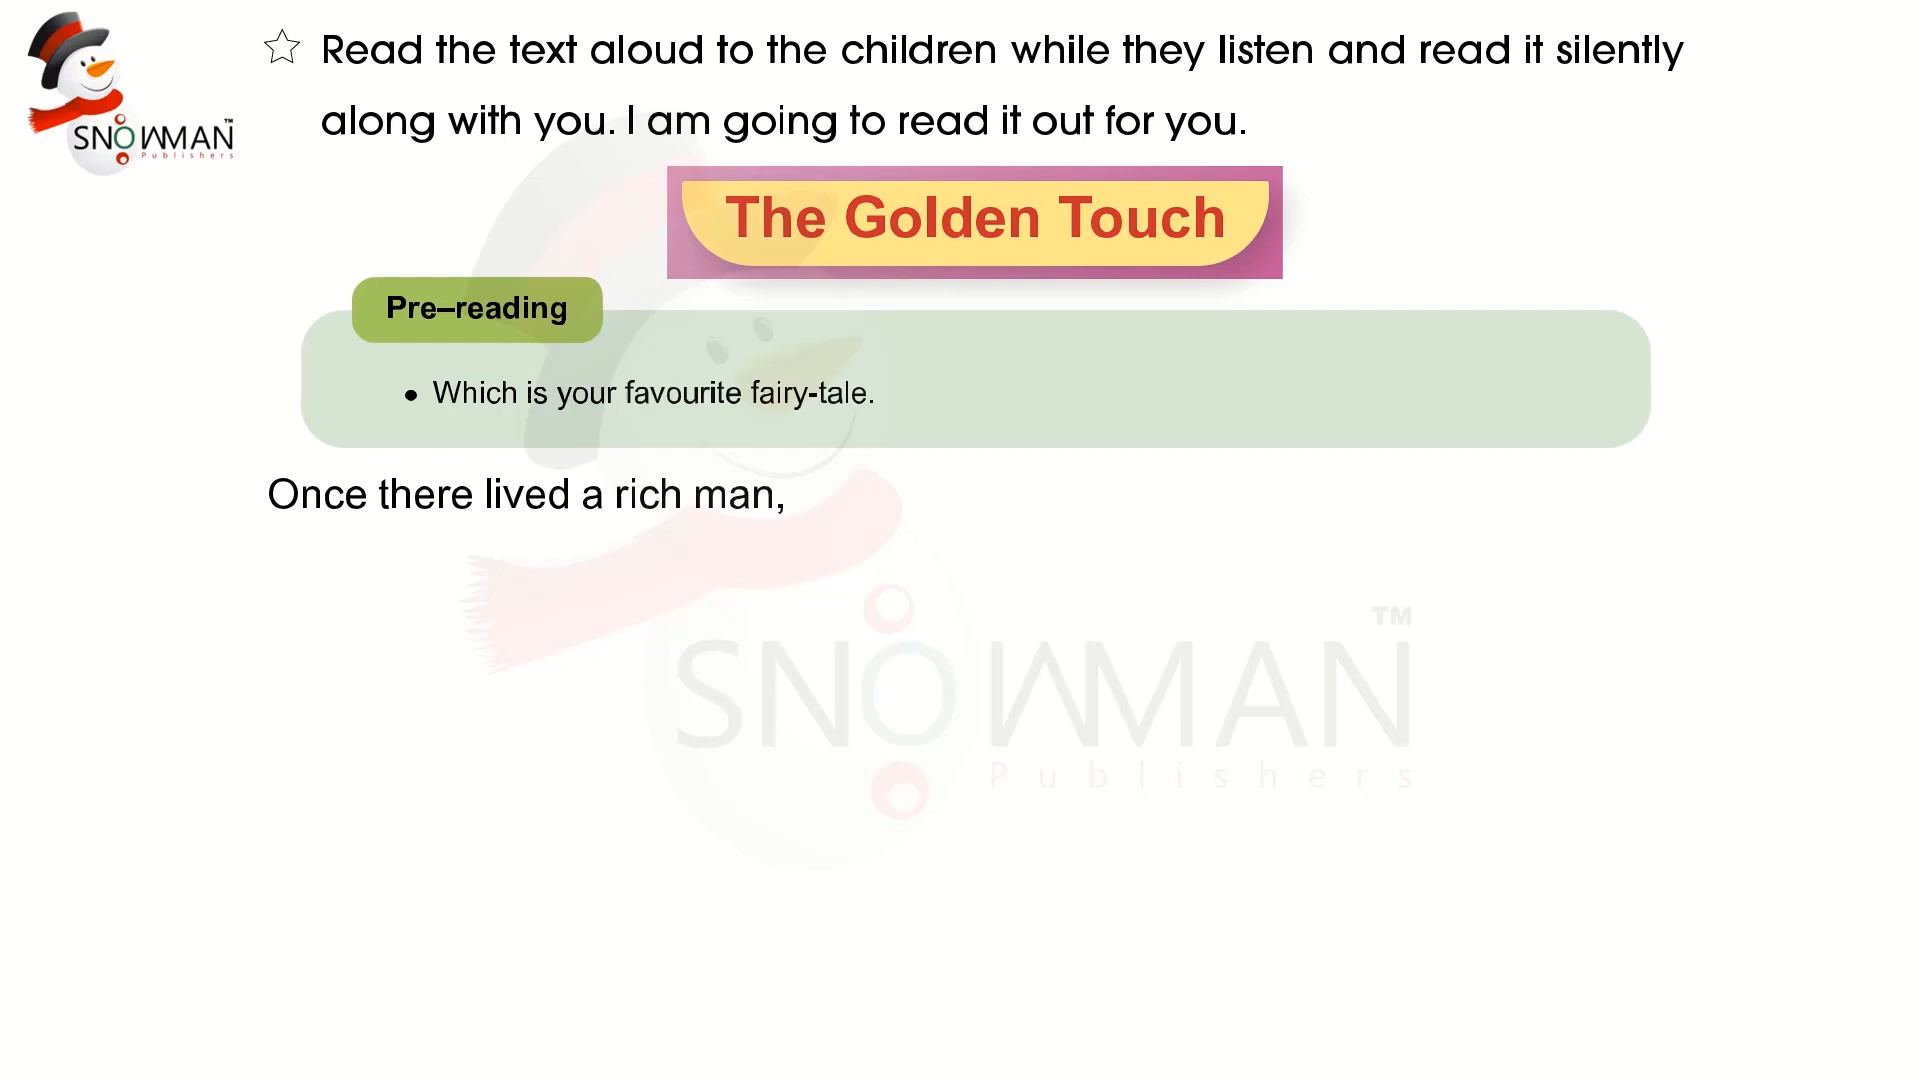 SNOWMAN™
Publishers
☆ Read the text aloud to the children while they listen and read it silently
along with you. I am going to read it out for you.
The Golden Touch
Pre–reading
• Which is your favourite fairy-tale.
Once there lived a rich man,
SNOWMAN™
Publishers